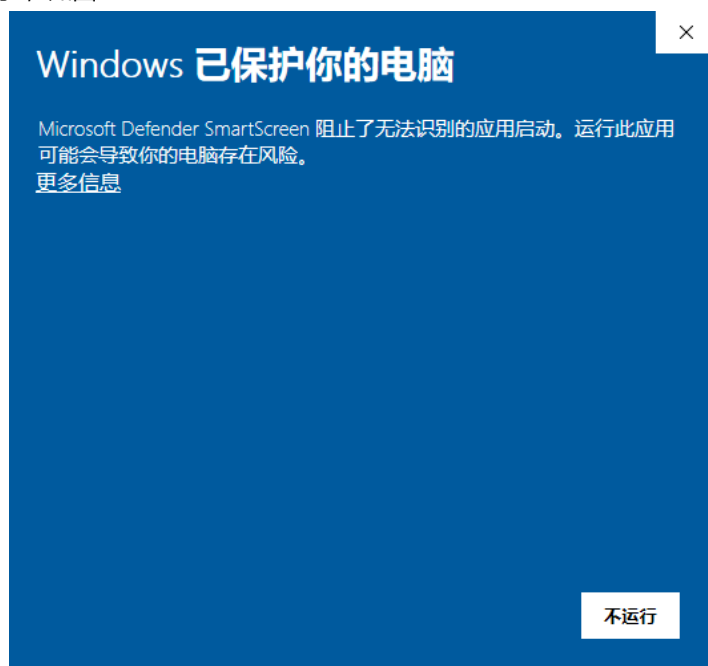 Windows 已保护你的电脑
Microsoft Defender SmartScreen 阻止了无法识别的应用启动。运行此应用
可能会导致你的电脑存在风险。
更多信息
不运行